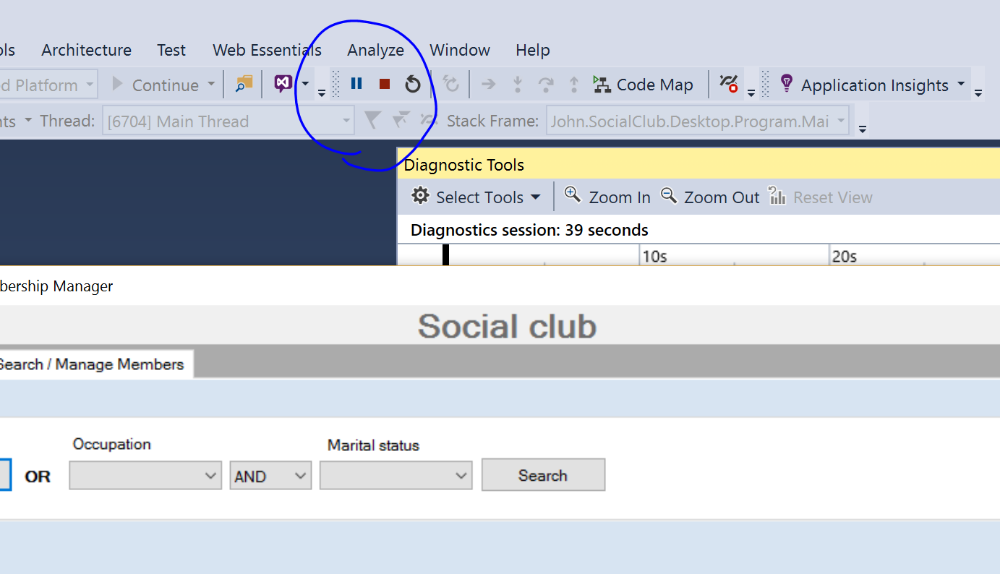 ols Architecture Test Web Essentials Analyze Window Help
ed Platform Continue Code Map Application Insights
nts Thread: [6704] Main Thread Stack Frame: John.SocialClub.Desktop.Program.Mai
Diagnostic Tools
Select Tools Zoom In Zoom Out Reset View
Diagnostics session: 39 seconds
10s 20s
bership Manager
Social club
Search / Manage Members
Occupation Marital status
OR AND Search